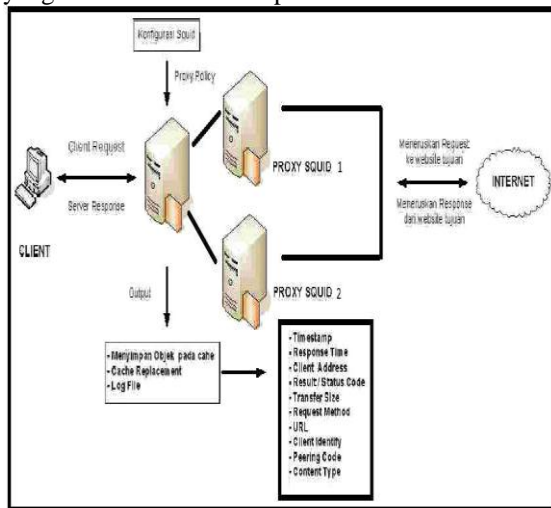 Konfigurasi Squid
Proxy Policy
Client Request
Server Response
CLIENT
PROXY SQUID 1
PROXY SQUID 2
Meneruskan Request
ke website tujuan
Meneruskan Response
dari website tujuan
INTERNET
Output
- Menyimpan Objek pada cahe
- Cache Replacement
- Log File
- Timestamp
- Response Time
- Client Address
- Result / Status Code
- Transfer Size
- Request Method
- URL
- Client Identify
- Peering Code
- Content Type